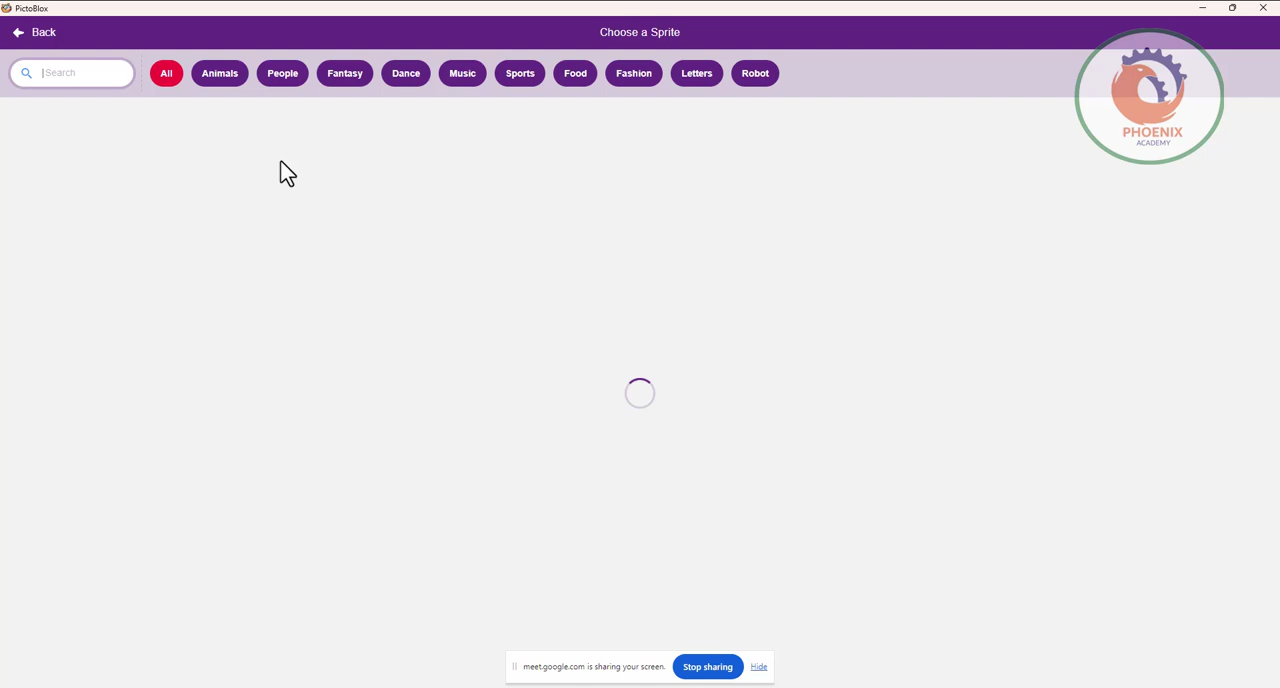 PictoBlox
Back
Choose a Sprite
Search
All
Animals
People
Fantasy
Dance
Music
Sports
Food
Fashion
Letters
Robot
PHOENIX
ACADEMY
meet.google.com is sharing your screen.
Stop sharing
Hide